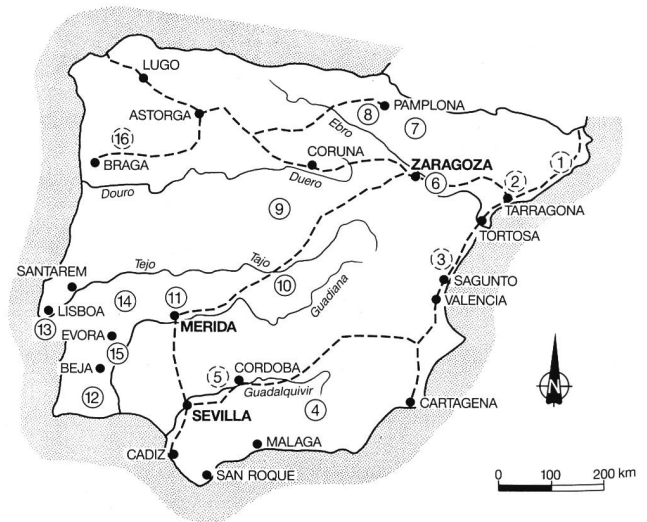 LUGO
ASTORGA
PAMPLONA
8
7
Ebro
16
BRAGA
CORUNA
ZARAGOZA
6
1
2
Douro
Duero
TARRAGONA
9
TORTOSA
Tejo
Tajo
3
SANTAREM
10
SAGUNTO
14
11
Guadiana
VALENCIA
LISBOA
13
MERIDA
EVORA
15
BEJA
5
CORDOBA
N
12
Guadalquivir
4
SEVILLA
CARTAGENA
MALAGA
CADIZ
SAN ROQUE
0 100 200 km